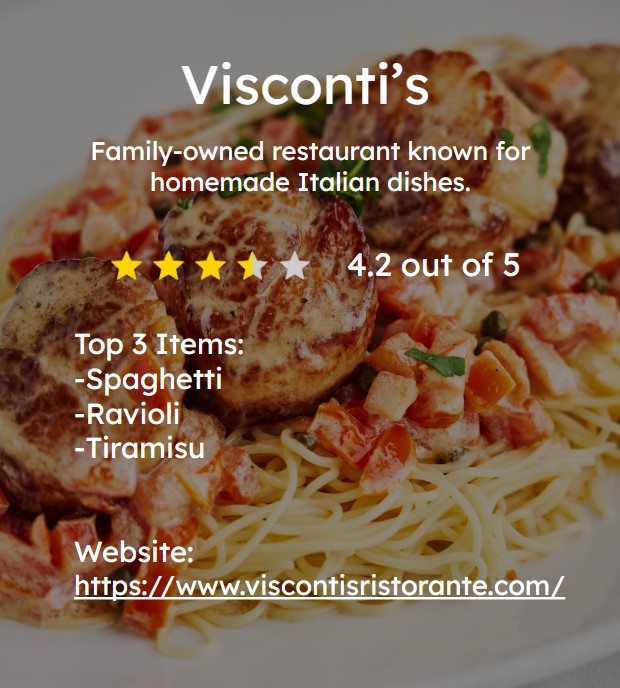 Visconti’s
Family-owned restaurant known for
homemade Italian dishes.
4.2 out of 5
Top 3 Items:
-Spaghetti
-Ravioli
-Tiramisu
Website:
https://www.viscontisristorante.com/